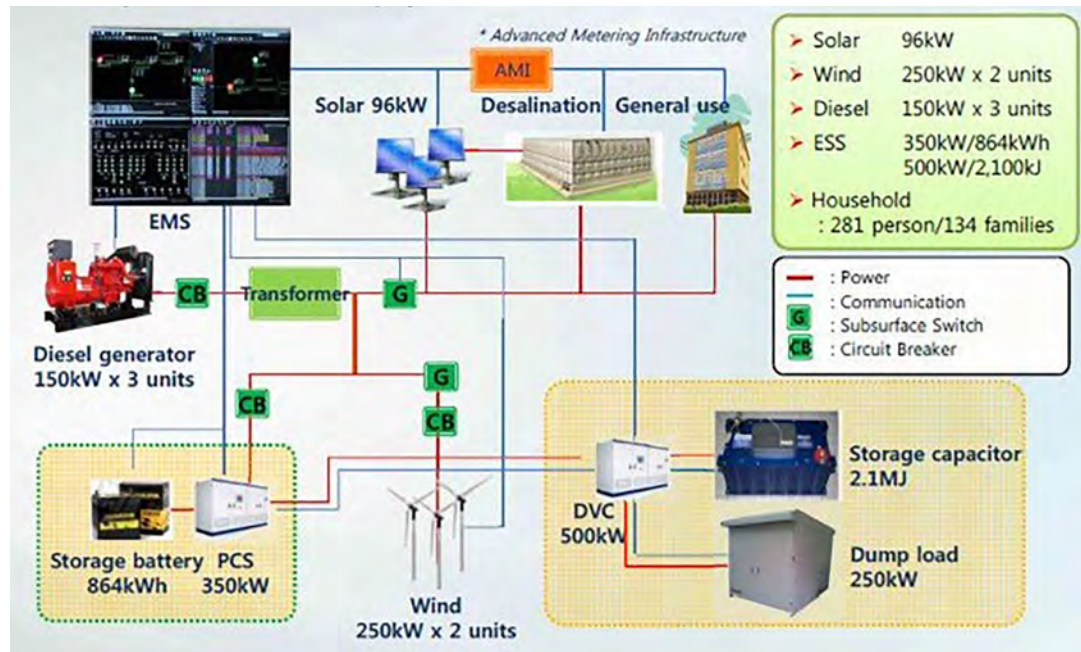 * Advanced Metering Infrastructure
AMI
Solar 96kW
Desalination
General use
EMS
CB
Transformer
G
Diesel generator
150kW x 3 units
G
CB
CB
Storage battery
864kWh
PCS
350kW
Wind
250kW x 2 units
DVC
500kW
Storage capacitor
2.1MJ
Dump load
250kW
➢ Solar 96kW
➢ Wind 250kW x 2 units
➢ Diesel 150kW x 3 units
➢ ESS 350kW/864kWh
500kW/2,100kJ
➢ Household
: 281 person/134 families
: Power
: Communication
G : Subsurface Switch
CB : Circuit Breaker